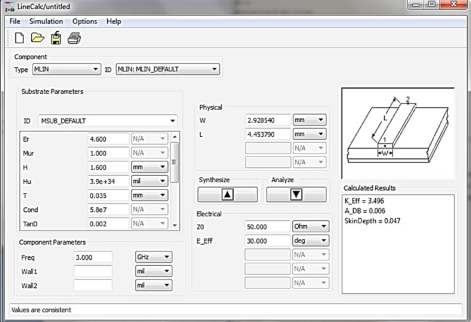 LineCalc/untitled
File Simulation Options Help
Component
Type MLIN ID MLIN: MLIN_DEFAULT
Substrate Parameters
ID MSUB_DEFAULT
Er 4.600 N/A
Mur 1.000 N/A
H 1.600 mm
Hu 3.9e+34 mil
T 0.035 mm
Cond 5.8e7 N/A
TanD 0.002 N/A
Component Parameters
Freq 3.000 GHz
Wall1 mil
Wall2 mil
Physical
W 2.928540 mm
L 4.453790 mm
N/A
N/A
Synthesize Analyze
Electrical
Z0 50.000 Ohm
E_Eff 30.000 deg
N/A
N/A
N/A
2
L
1
W
Calculated Results
K_Eff = 3.496
A_DB = 0.006
SkinDepth = 0.047
Values are consistent